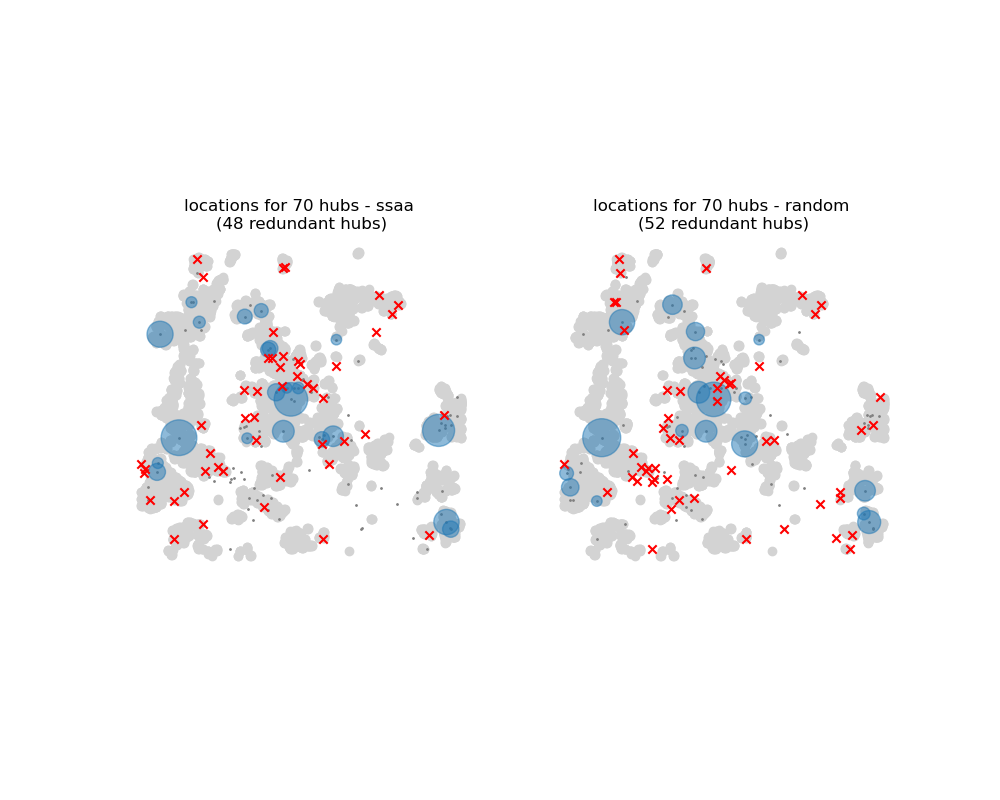 locations for 70 hubs - ssaa
(48 redundant hubs)
locations for 70 hubs - random
(52 redundant hubs)